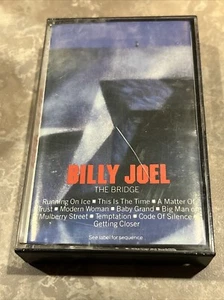 BILLY JOEL
THE BRIDGE
Running On Ice ■ This Is The Time ■ A Matter Of
Trust ■ Modern Woman ■ Baby Grand ■ Big Man on
Mulberry Street ■ Temptation ■ Code Of Silence ■
Getting Closer
See label for sequence